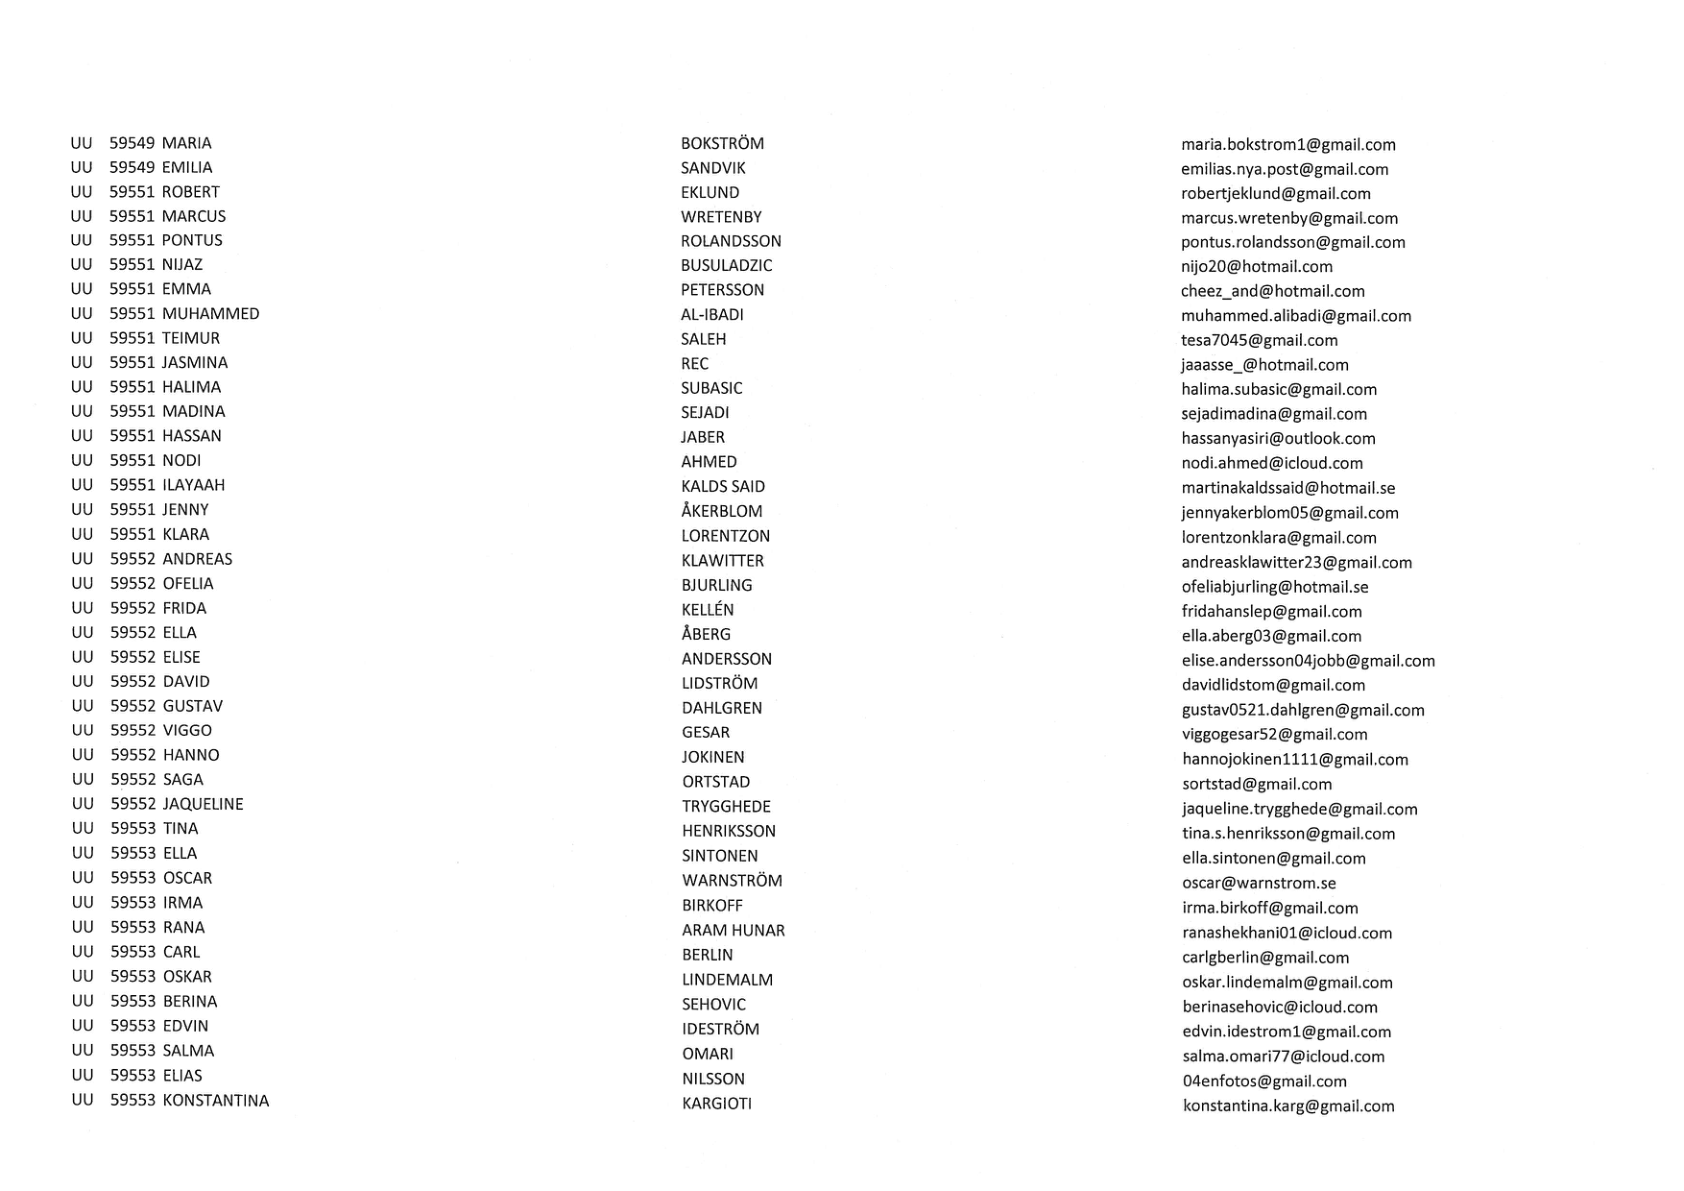 UU 59549 MARIA BOKSTRÖM maria.bokstrom1@gmail.com
UU 59549 EMILIA SANDVIK emilias.nya.post@gmail.com
UU 59551 ROBERT EKLUND robertjeklund@gmail.com
UU 59551 MARCUS WRETENBY marcus.wretenby@gmail.com
UU 59551 PONTUS ROLANDSSON pontus.rolandsson@gmail.com
UU 59551 NIJAZ BUSULADZIC nijo20@hotmail.com
UU 59551 EMMA PETERSSON cheez_and@hotmail.com
UU 59551 MUHAMMED AL-IBADI muhammed.alibadi@gmail.com
UU 59551 TEIMUR SALEH tesa7045@gmail.com
UU 59551 JASMINA REC jaaasse_@hotmail.com
UU 59551 HALIMA SUBASIC halima.subasic@gmail.com
UU 59551 MADINA SEJADI sejadimadina@gmail.com
UU 59551 HASSAN JABER hassanyasiri@outlook.com
UU 59551 NODI AHMED nodi.ahmed@icloud.com
UU 59551 ILAYAAH KALDS SAID martinakaldssaid@hotmail.se
UU 59551 JENNY ÅKERBLOM jennyakerblom05@gmail.com
UU 59551 KLARA LORENTZON lorentzonklara@gmail.com
UU 59552 ANDREAS KLAWITTER andreasklawitter23@gmail.com
UU 59552 OFELIA BJURLING ofeliabjurling@hotmail.se
UU 59552 FRIDA KELLÉN fridahanslep@gmail.com
UU 59552 ELLA ÅBERG ella.aberg03@gmail.com
UU 59552 ELISE ANDERSSON elise.andersson04jobb@gmail.com
UU 59552 DAVID LIDSTRÖM davidlidstom@gmail.com
UU 59552 GUSTAV DAHLGREN gustav0521.dahlgren@gmail.com
UU 59552 VIGGO GESAR viggogesar52@gmail.com
UU 59552 HANNO JOKINEN hannojokinen1111@gmail.com
UU 59552 SAGA ORTSTAD sortstad@gmail.com
UU 59552 JAQUELINE TRYGGHEDE jaqueline.trygghede@gmail.com
UU 59553 TINA HENRIKSSON tina.s.henriksson@gmail.com
UU 59553 ELLA SINTONEN ella.sintonen@gmail.com
UU 59553 OSCAR WARNSTRÖM oscar@warnstrom.se
UU 59553 IRMA BIRKOFF irma.birkoff@gmail.com
UU 59553 RANA ARAM HUNAR ranashekhani01@icloud.com
UU 59553 CARL BERLIN carlgberlin@gmail.com
UU 59553 OSKAR LINDEMALM oskar.lindemalm@gmail.com
UU 59553 BERINA SEHOVIC berinasehovic@icloud.com
UU 59553 EDVIN IDESTRÖM edvin.idestrom1@gmail.com
UU 59553 SALMA OMARI salma.omari77@icloud.com
UU 59553 ELIAS NILSSON 04enfotos@gmail.com
UU 59553 KONSTANTINA KARGIOTI konstantina.karg@gmail.com